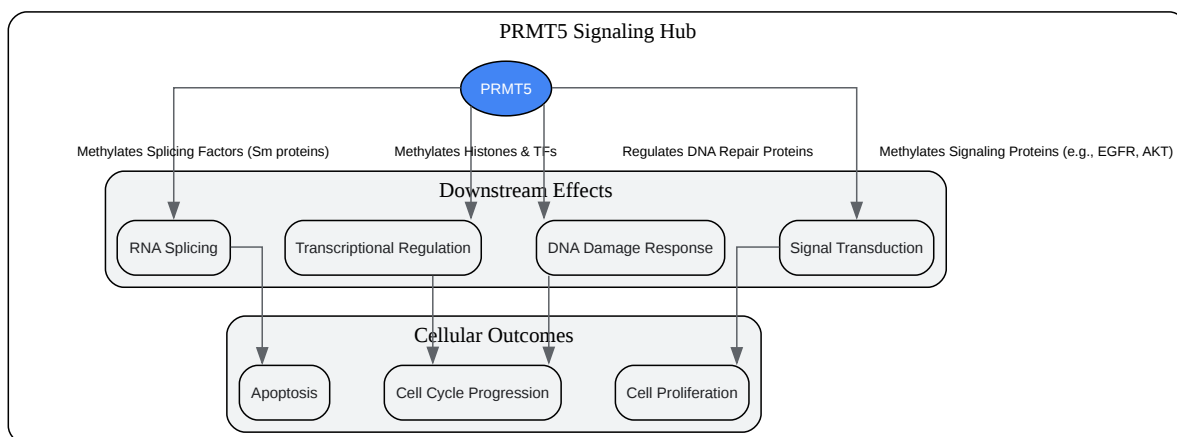 PRMT5 Signaling Hub
PRMT5
Methylates Splicing Factors (Sm proteins)
Methylates Histones & TFs
Regulates DNA Repair Proteins
Methylates Signaling Proteins (e.g., EGFR, AKT)
Downstream Effects
RNA Splicing
Transcriptional Regulation
DNA Damage Response
Signal Transduction
Cellular Outcomes
Apoptosis
Cell Cycle Progression
Cell Proliferation